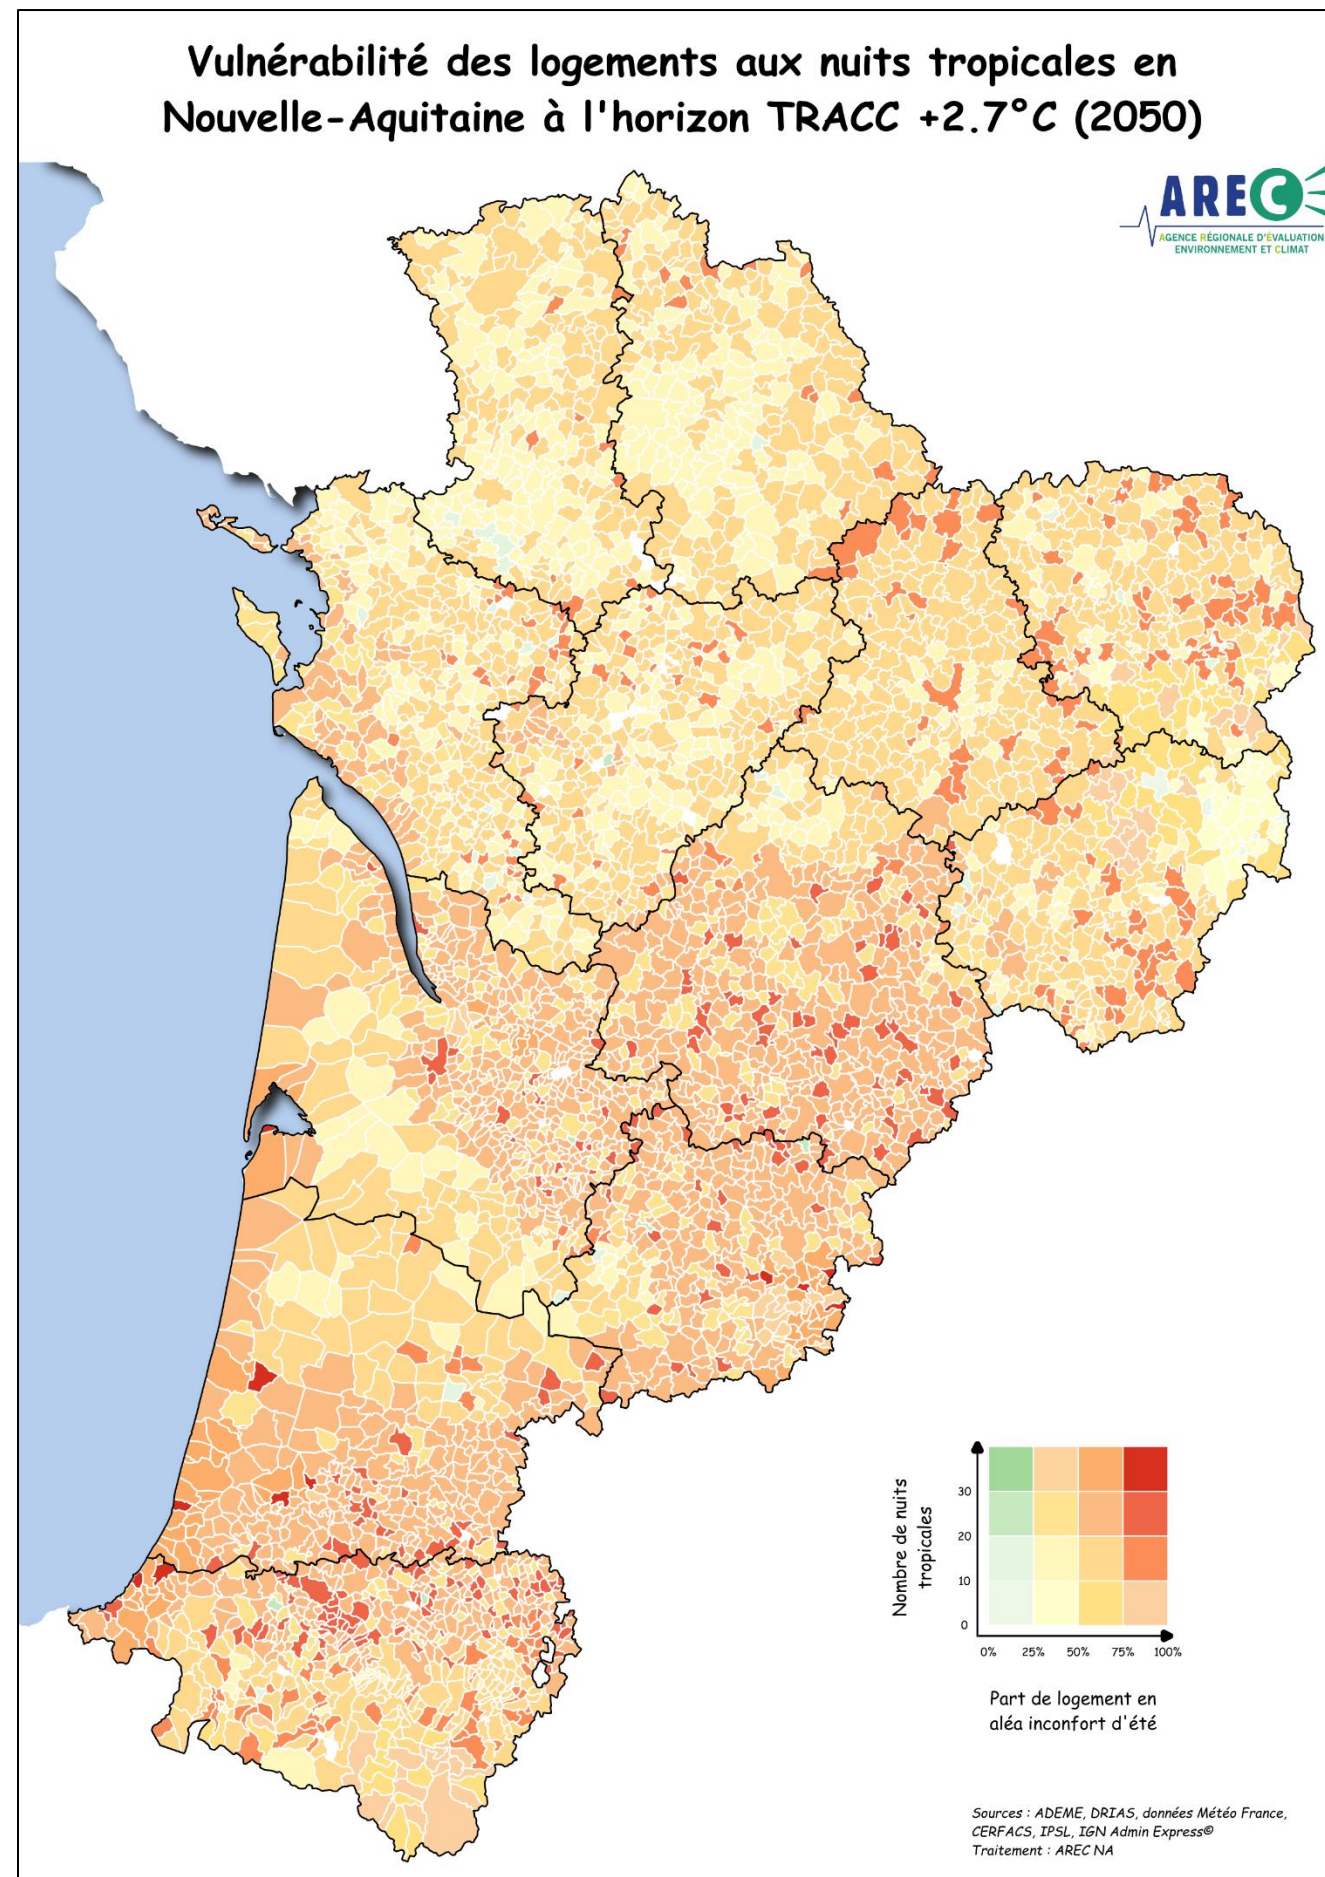 Vulnérabilité des logements aux nuits tropicales en
Nouvelle-Aquitaine à l'horizon TRACC +2.7°C (2050)
AREC
AGENCE RÉGIONALE D'ÉVALUATION
ENVIRONNEMENT ET CLIMAT
Nombre de nuits
tropicales
30
20
10
0
0% 25% 50% 75% 100%
Part de logement en
aléa inconfort d'été
Sources : ADEME, DRIAS, données Météo France,
CERFACS, IPSL, IGN Admin Express©
Traitement : AREC NA